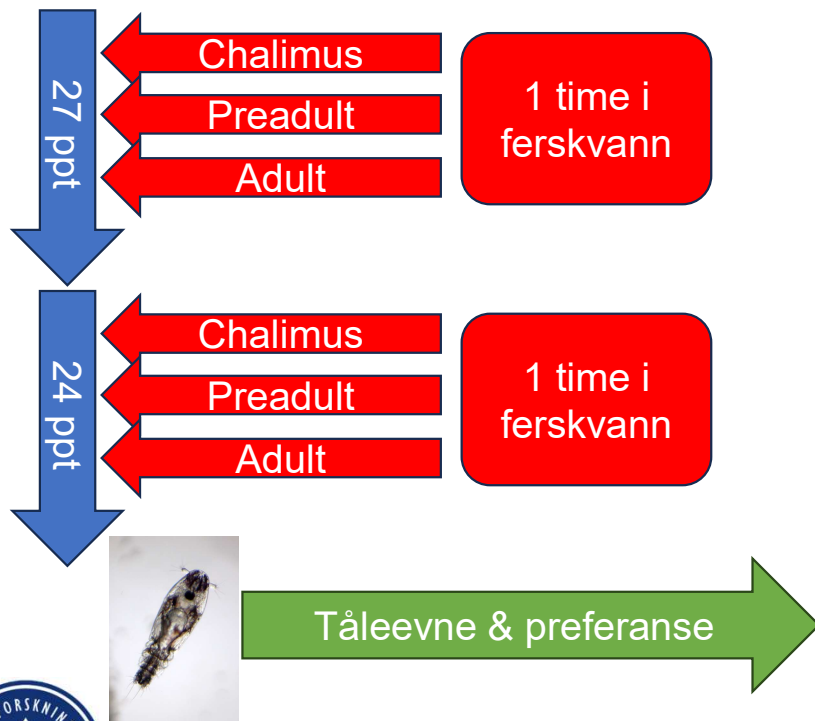 27 ppt
Chalimus
Preadult
Adult
1 time i
ferskvann
24 ppt
Chalimus
Preadult
Adult
1 time i
ferskvann
Tåleevne & preferanse